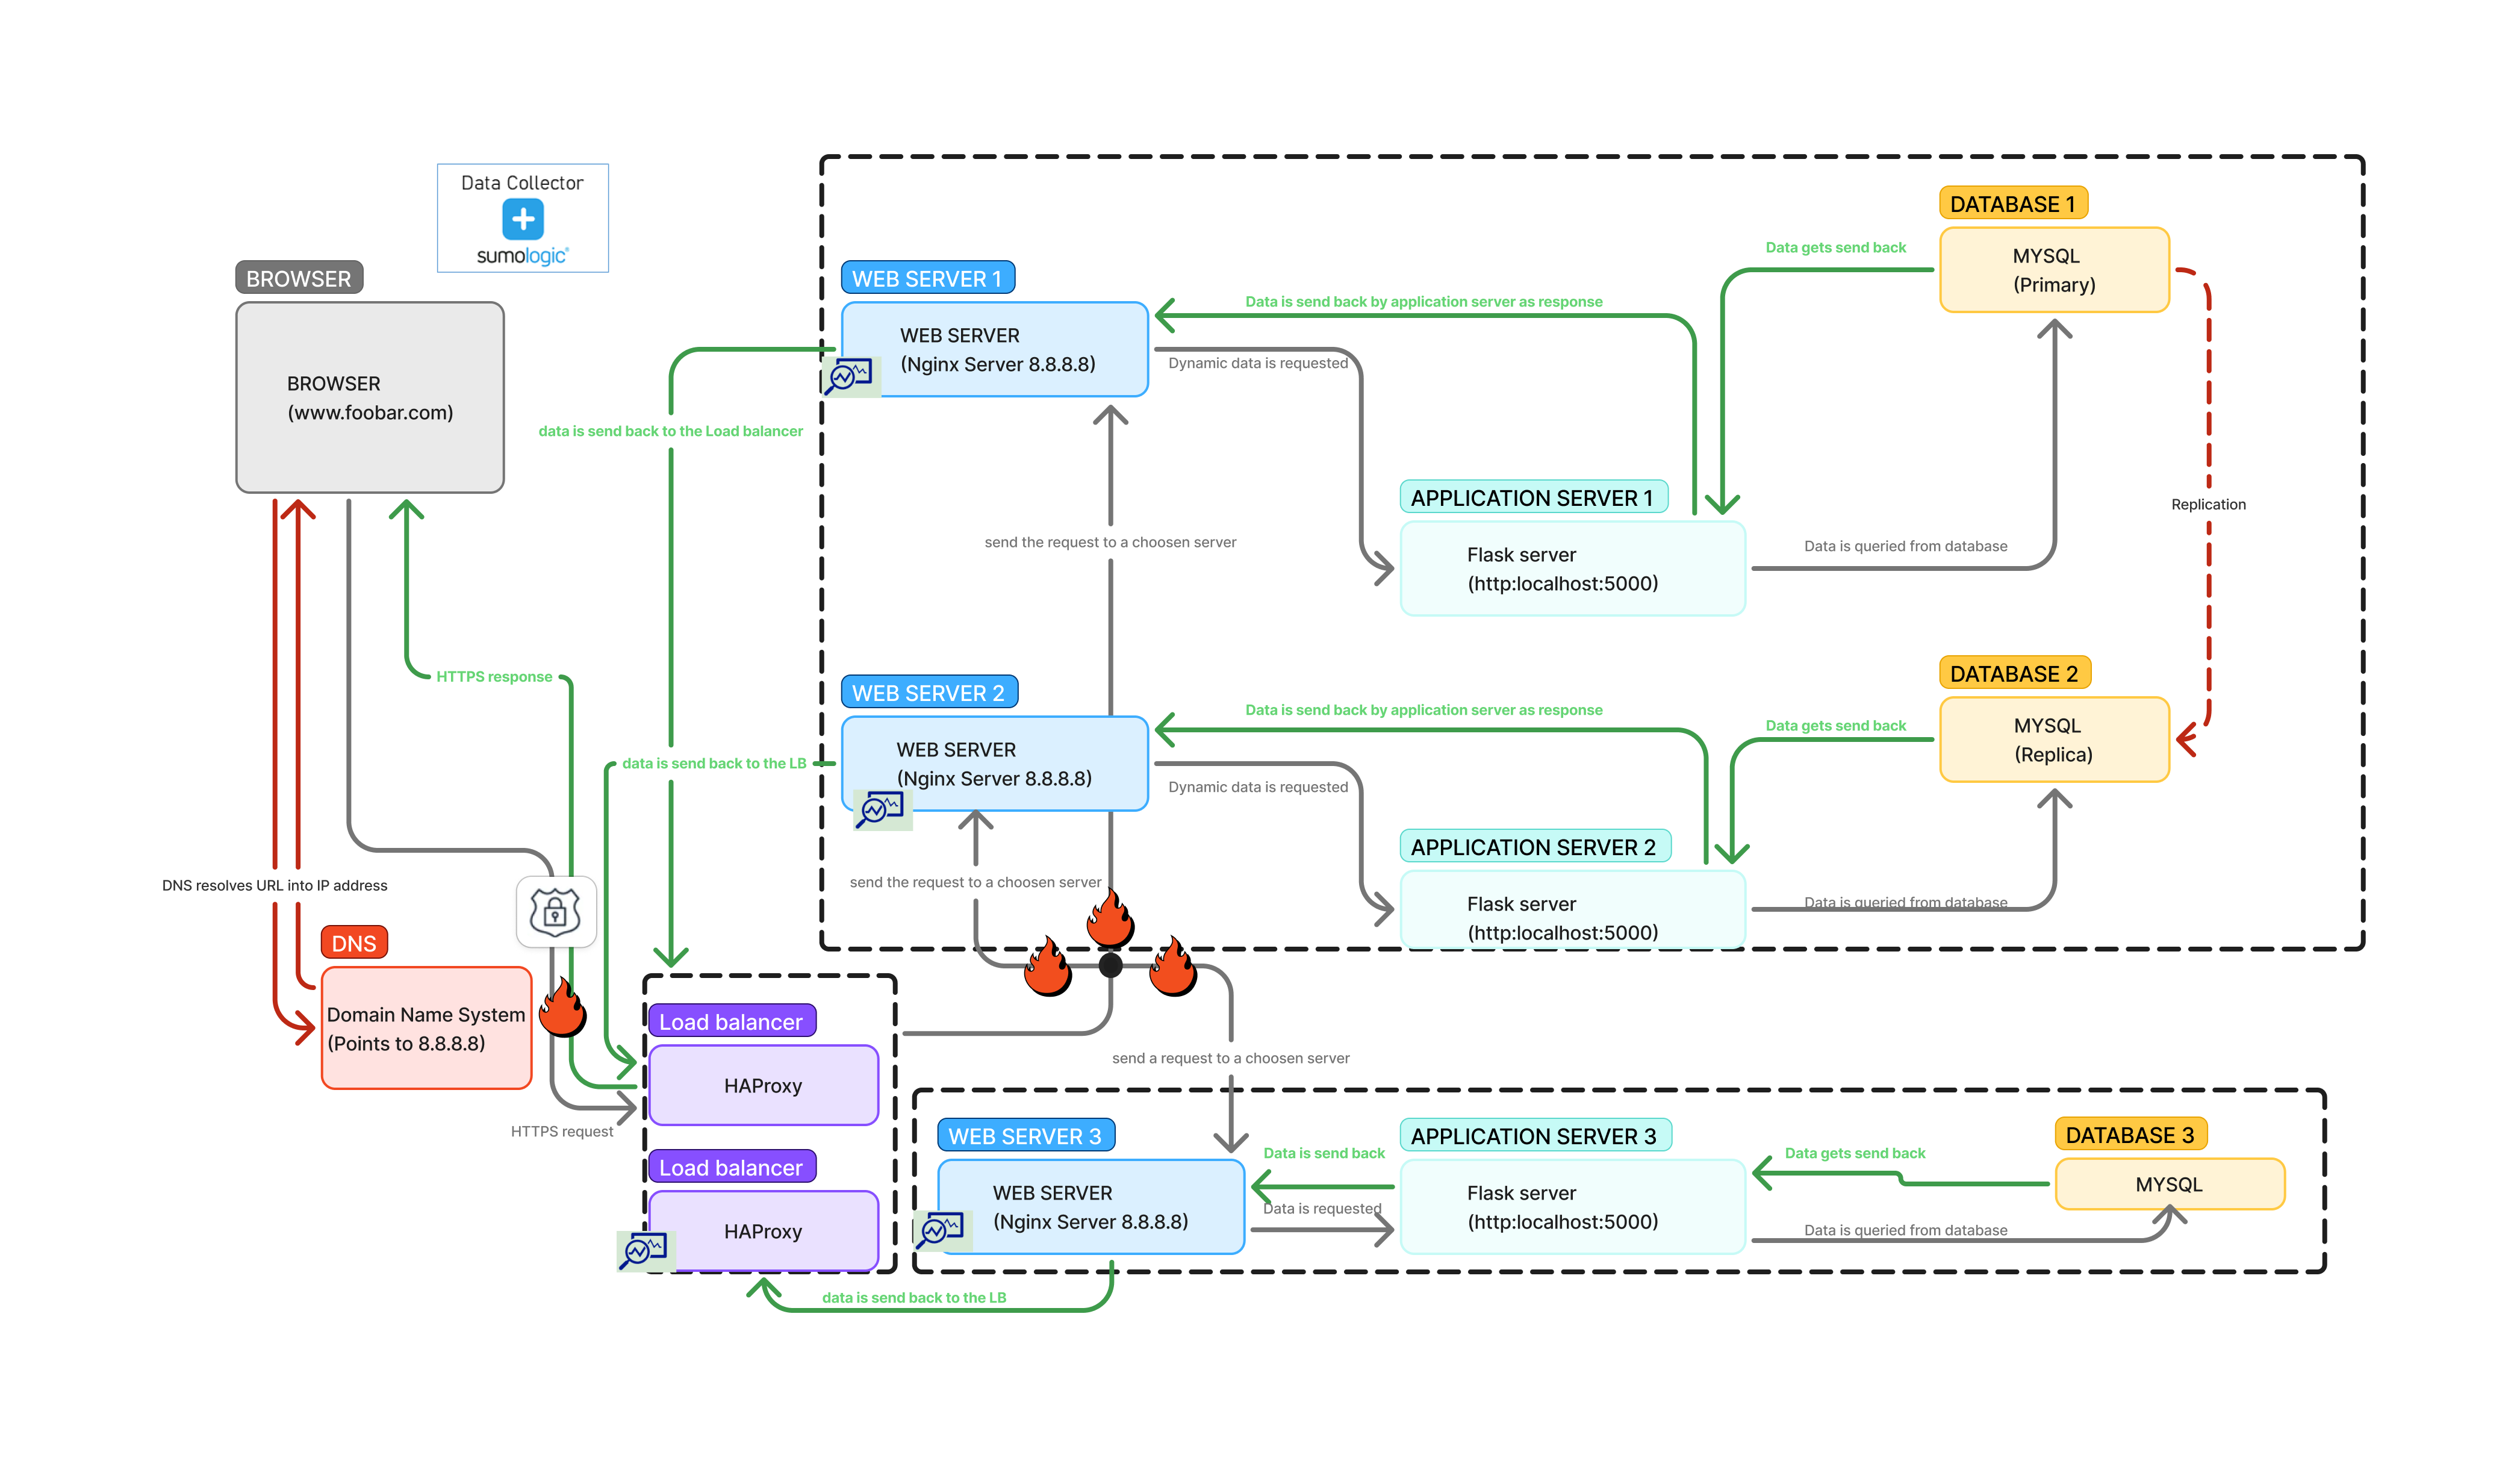 Data Collector
sumologic
BROWSER
BROWSER
(www.foobar.com)
WEB SERVER 1
WEB SERVER
(Nginx Server 8.8.8.8)
data is send back to the Load balancer
Data is send back by application server as response
Dynamic data is requested
DATABASE 1
MYSQL
(Primary)
Data gets send back
APPLICATION SERVER 1
Flask server
(http:localhost:5000)
Data is queried from database
Replication
send the request to a choosen server
HTTPS response
WEB SERVER 2
WEB SERVER
(Nginx Server 8.8.8.8)
data is send back to the LB
Data is send back by application server as response
Dynamic data is requested
DATABASE 2
MYSQL
(Replica)
Data gets send back
APPLICATION SERVER 2
Flask server
(http:localhost:5000)
Data is queried from database
send the request to a choosen server
DNS resolves URL into IP address
DNS
Domain Name System
(Points to 8.8.8.8)
HTTPS request
Load balancer
HAProxy
Load balancer
HAProxy
send a request to a choosen server
WEB SERVER 3
WEB SERVER
(Nginx Server 8.8.8.8)
Data is send back
Data is requested
APPLICATION SERVER 3
Flask server
(http:localhost:5000)
Data gets send back
Data is queried from database
DATABASE 3
MYSQL
data is send back to the LB